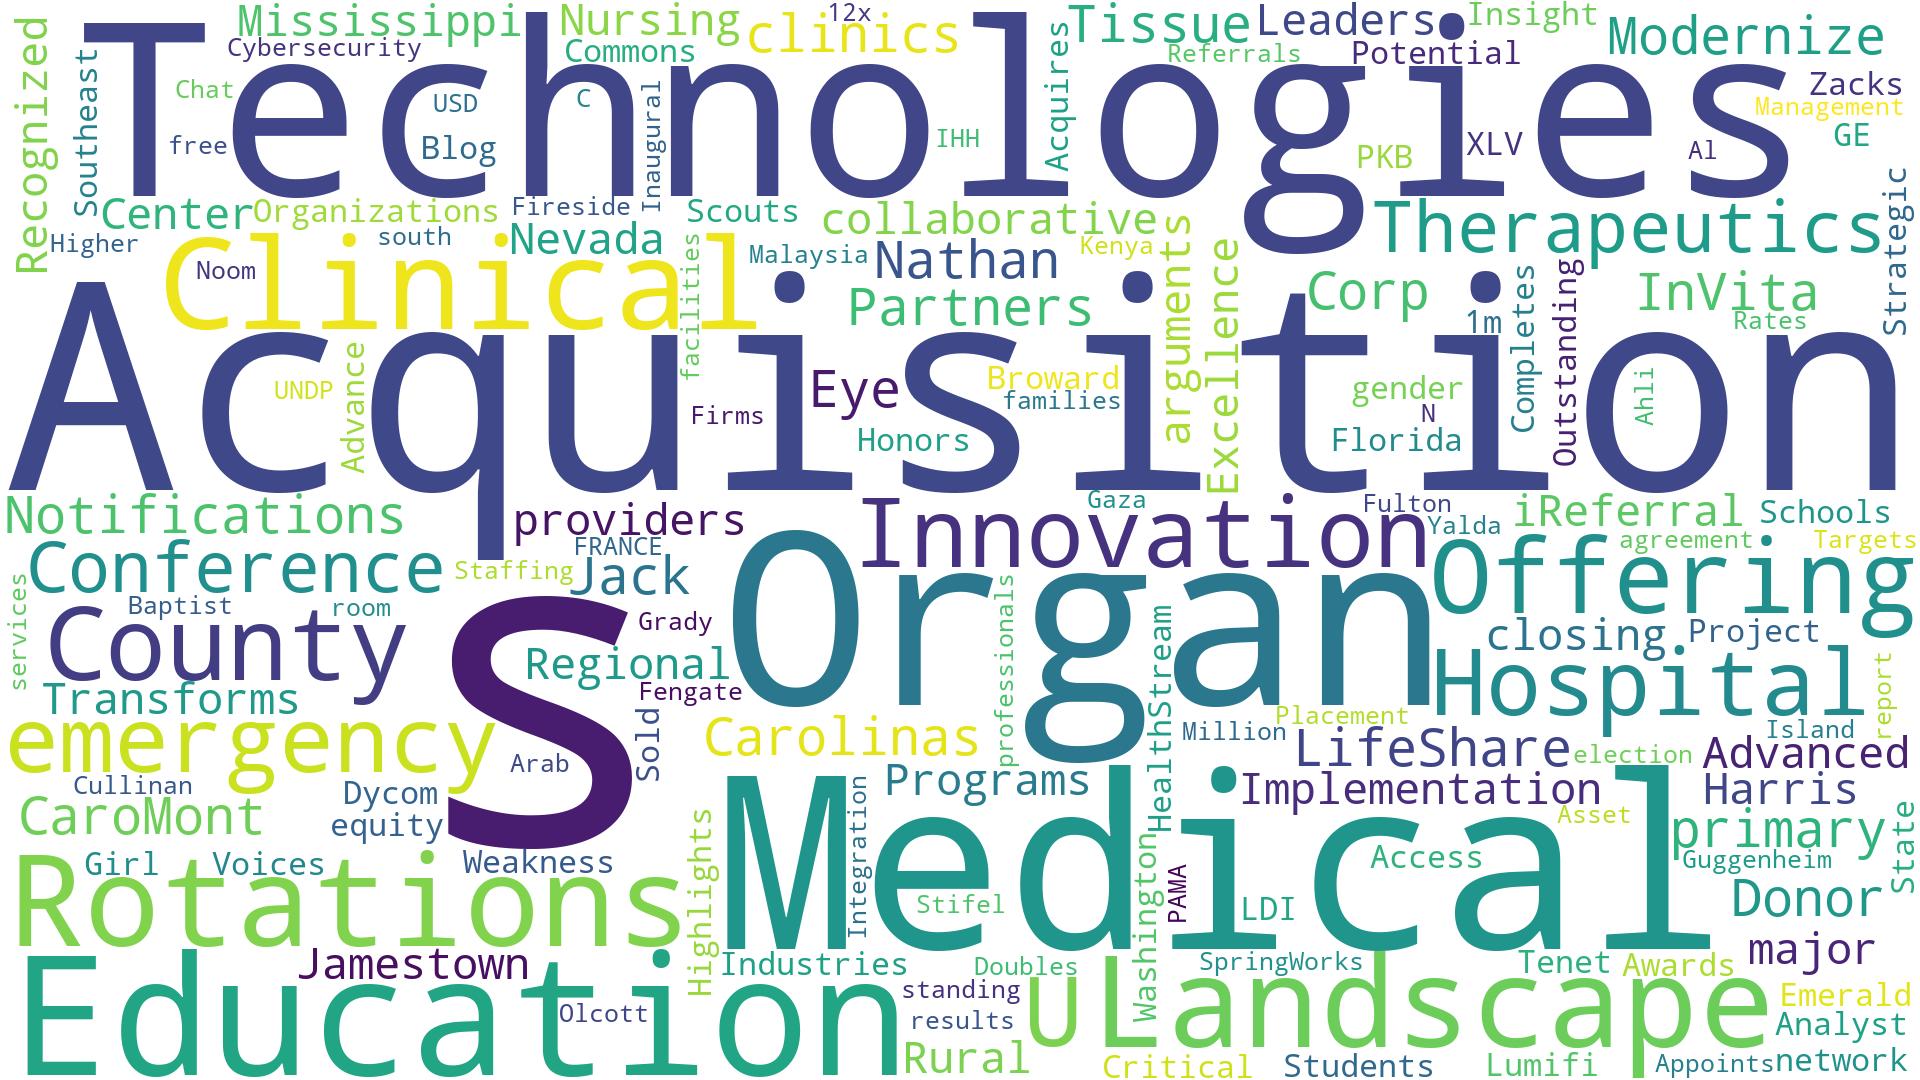 Technologies
Acquisition
S
Organ
Medical
Education
Clinical
Innovation
Landscape
U
Rotations
County
emergency
Offering
Hospital
Therapeutics
Conference
Recognized
Mississippi
Cybersecurity
Southeast
Chat
free
USD
Blog
Nursing
Commons
C
Inaugural
clinics
12x
IHH
Acquires
Tissue
Referrals
Leaders
Potential
Insight
PKB
XLV
Modernize
Zacks
Management
GE
Al
Strategic
Center
Organizations
Higher
south
Fireside
Nevada
Noom
facilities
Scouts
Malaysia
collaborative
Nathan
Kenya
Partners
arguments
Excellence
Corp
1m
Completes
Outstanding
InVita
Rates
UNDP
Advance
Firms
Eye
Honors
Broward
families
gender
N
Florida
Ahli
Notifications
providers
FRANCE
Staffing
Jack
Gaza
Fulton
Yalda
iReferral
Schools
agreement
Targets
services
Baptist
room
Grady
Regional
Fengate
Transforms
Sold
professionals
HealthStream
closing
Project
report
Carolinas
Million
Placement
Island
LifeShare
election
Advanced
Arab
Cullinan
Dycom
CaroMont
equity
Programs
Implementation
Harris
Asset
primary
State
Girl
Voices
Weakness
Highlights
Integration
Stifel
Washington
PAMA
LDI
Access
Guggenheim
Donor
major
Jamestown
Olcott
Industries
Doubles
standing
results
Rural
SpringWorks
Tenet
Awards
Emerald
Analyst
Critical
Students
Lumifi
Appoints
network